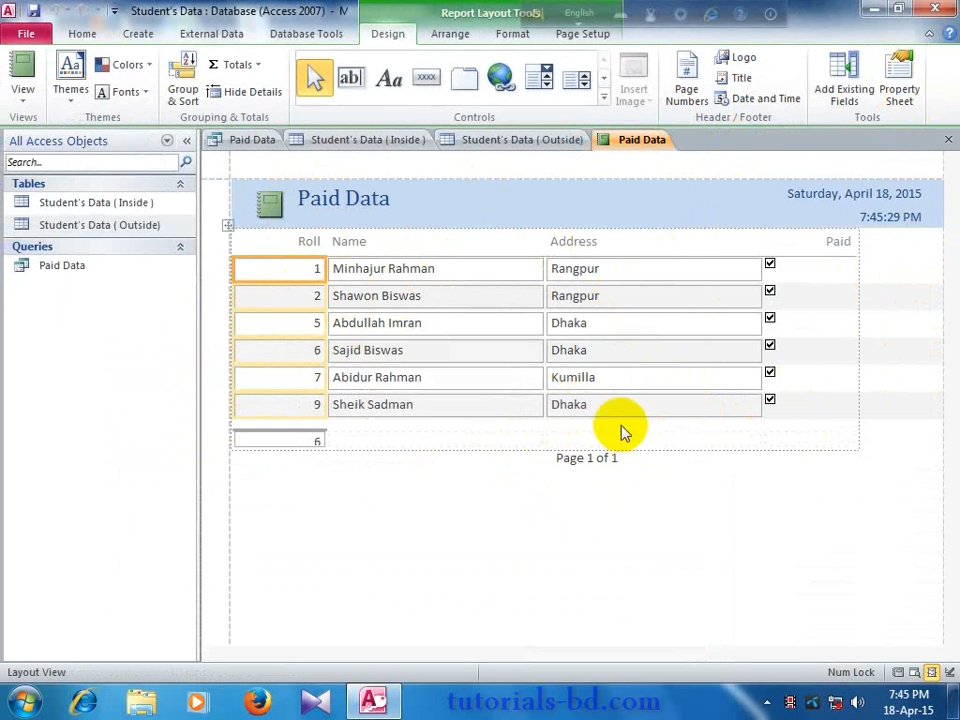 Student's Data : Database (Access 2007) - M
Report Layout Tools
English
File
Home
Create
External Data
Database Tools
Design
Arrange
Format
Page Setup
View
Views
Themes
Colors
Fonts
Themes
Group & Sort
Totals
Hide Details
Grouping & Totals
ab|
Aa
xxxx
Controls
Insert Image
Page Numbers
Logo
Title
Date and Time
Header / Footer
Add Existing Fields
Property Sheet
Tools
All Access Objects
Search...
Tables
Student's Data ( Inside )
Student's Data ( Outside)
Queries
Paid Data
Paid Data
Student's Data ( Inside )
Student's Data ( Outside)
Paid Data
Paid Data
Saturday, April 18, 2015
7:45:29 PM
Roll Name Address Paid
1 Minhajur Rahman Rangpur
2 Shawon Biswas Rangpur
5 Abdullah Imran Dhaka
6 Sajid Biswas Dhaka
7 Abidur Rahman Kumilla
9 Sheik Sadman Dhaka
6
Page 1 of 1
Layout View
Num Lock
tutorials-bd.com
7:45 PM
18-Apr-15